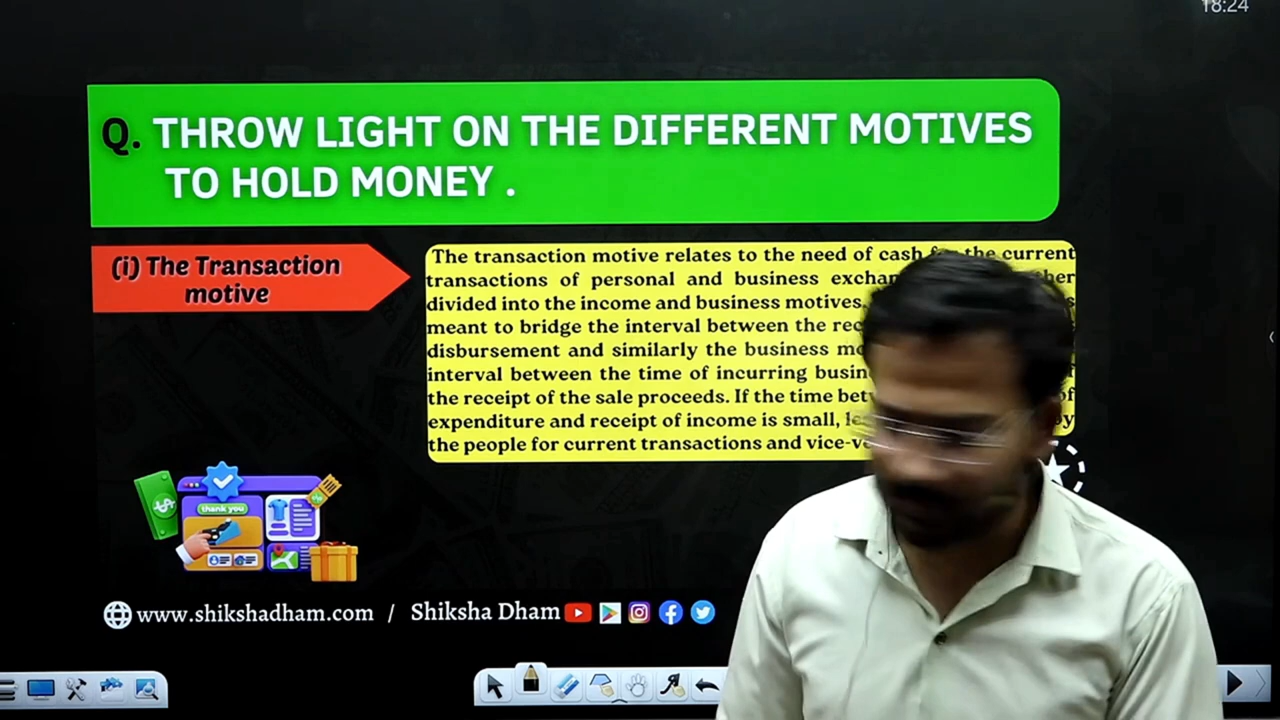 18:24
Q. THROW LIGHT ON THE DIFFERENT MOTIVES
TO HOLD MONEY .
(i) The Transaction
motive
The transaction motive relates to the need of cash the current
transactions of personal and business
divided into the income and business motives.
meant to bridge the interval between the
disbursement and similarly the business
interval between the time of incurring
the receipt of the sale proceeds. If the time of
expenditure and receipt of income is small, by
the people for current transactions and
thank you
www.shikshadham.com / Shiksha Dham